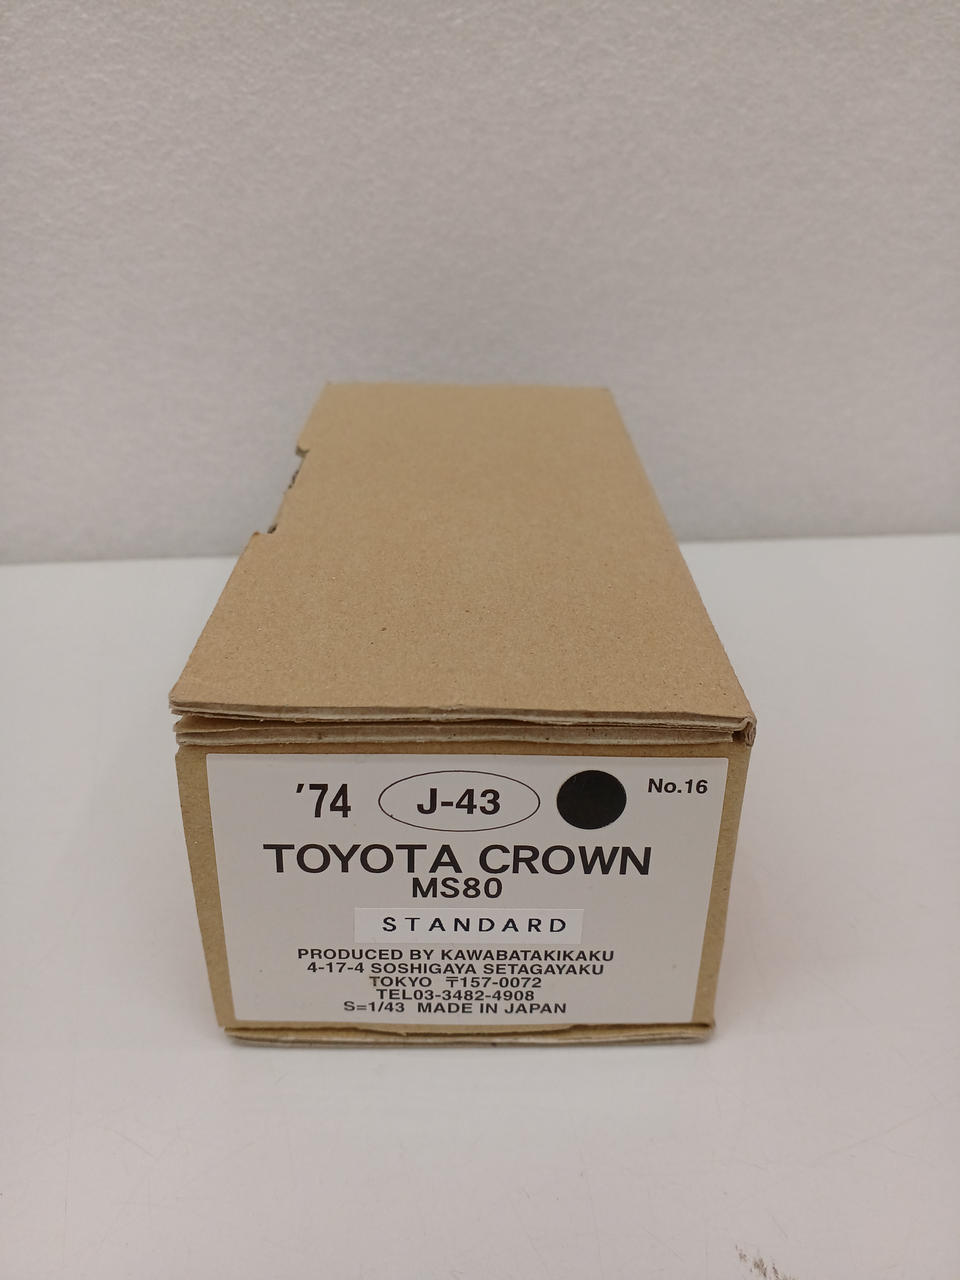 '74 J-43 No.16
TOYOTA CROWN
MS80
STANDARD
PRODUCED BY KAWABATAKIKAKU
4-17-4 SOSHIGAYA SETAGAYAKU
TOKYO 〒157-0072
TEL03-3482-4908
S=1/43 MADE IN JAPAN